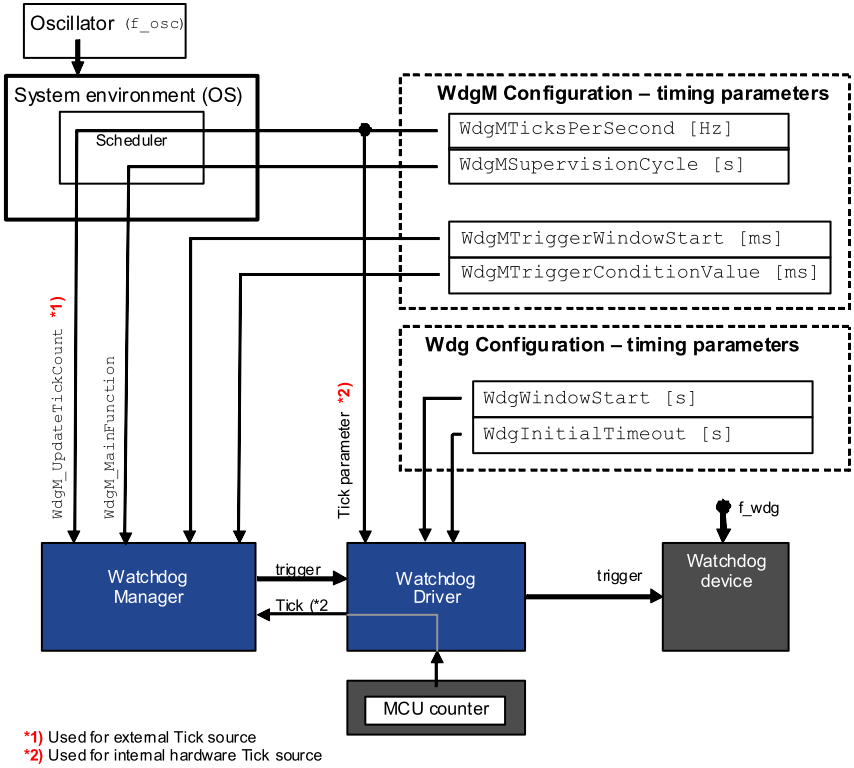 Oscillator (f_osc)
System environment (OS)
Scheduler
WdgM Configuration – timing parameters
WdgMTicksPerSecond [Hz]
WdgMSupervisionCycle [s]
WdgMTriggerWindowStart [ms]
WdgMTriggerConditionValue [ms]
Wdg Configuration – timing parameters
WdgWindowStart [s]
WdgInitialTimeout [s]
WdgM_UpdateTickCount *1)
WdgM_MainFunction
Tick parameter *2)
f_wdg
Watchdog
Manager
trigger
Tick (*2
Watchdog
Driver
trigger
Watchdog
device
MCU counter
*1) Used for external Tick source
*2) Used for internal hardware Tick source